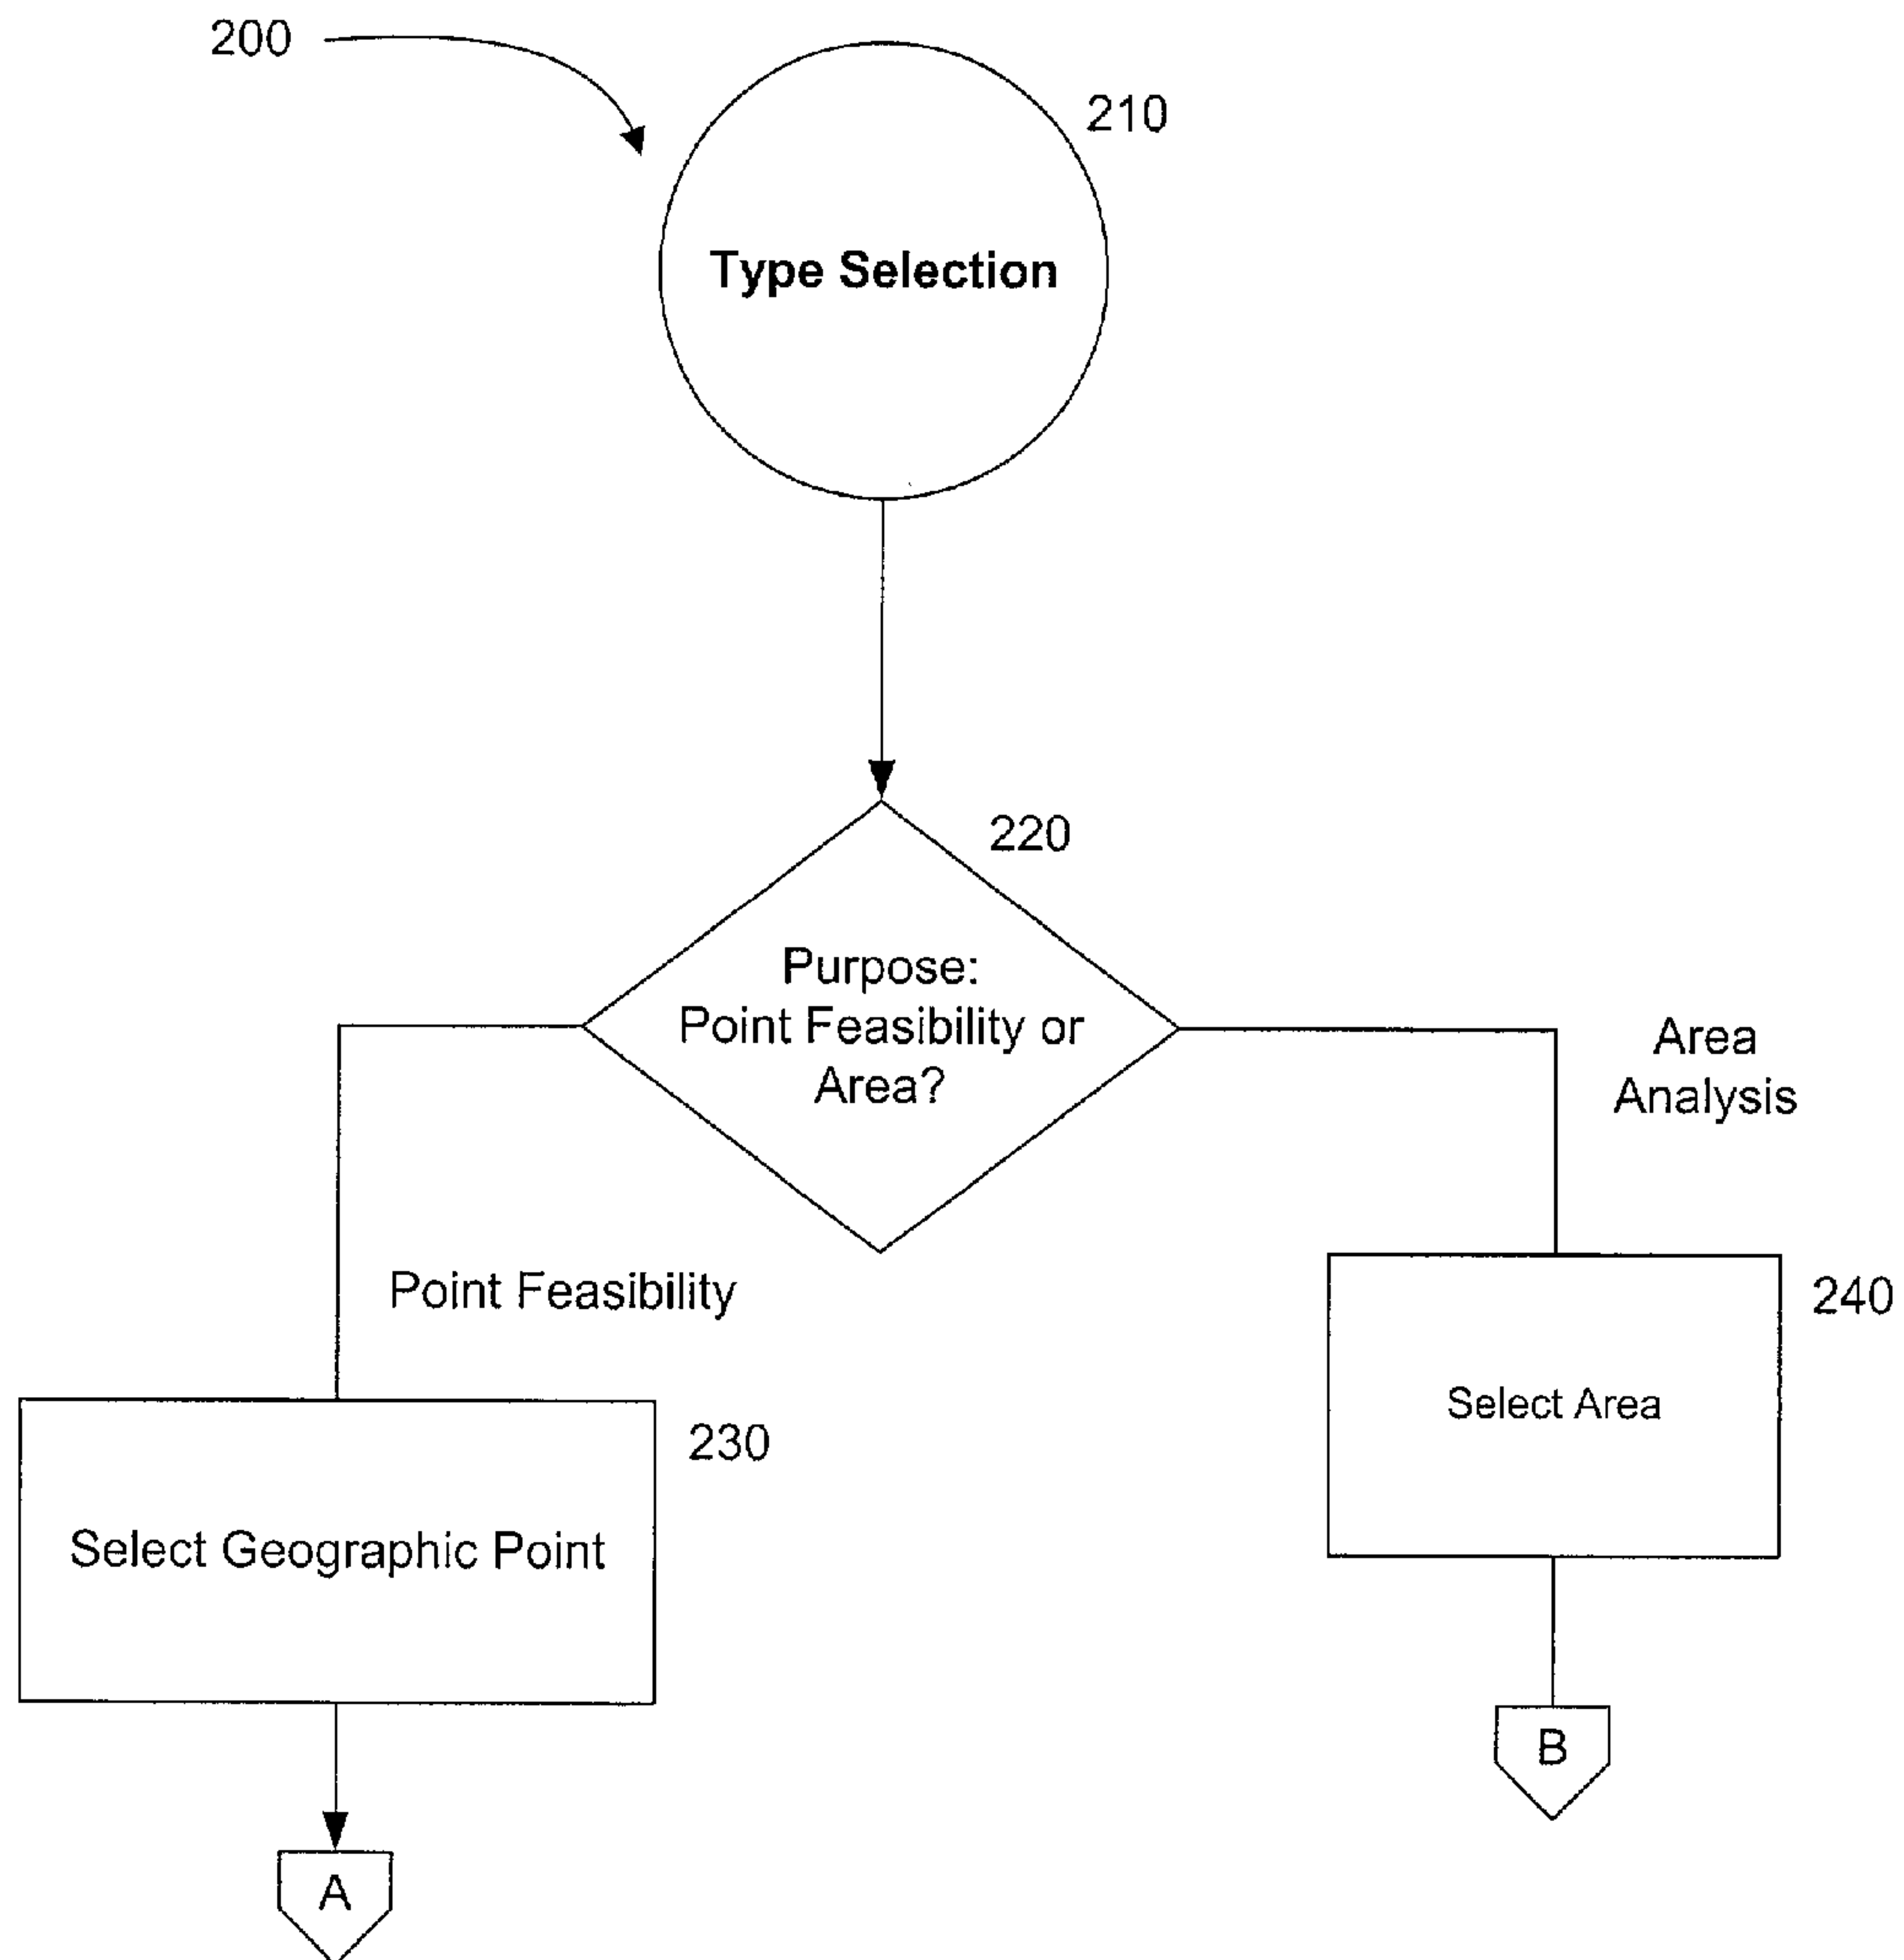 200
210
Type Selection
220
Purpose:
Point Feasibility or
Area?
Area
Analysis
Point Feasibility
240
Select Area
230
Select Geographic Point
B
A